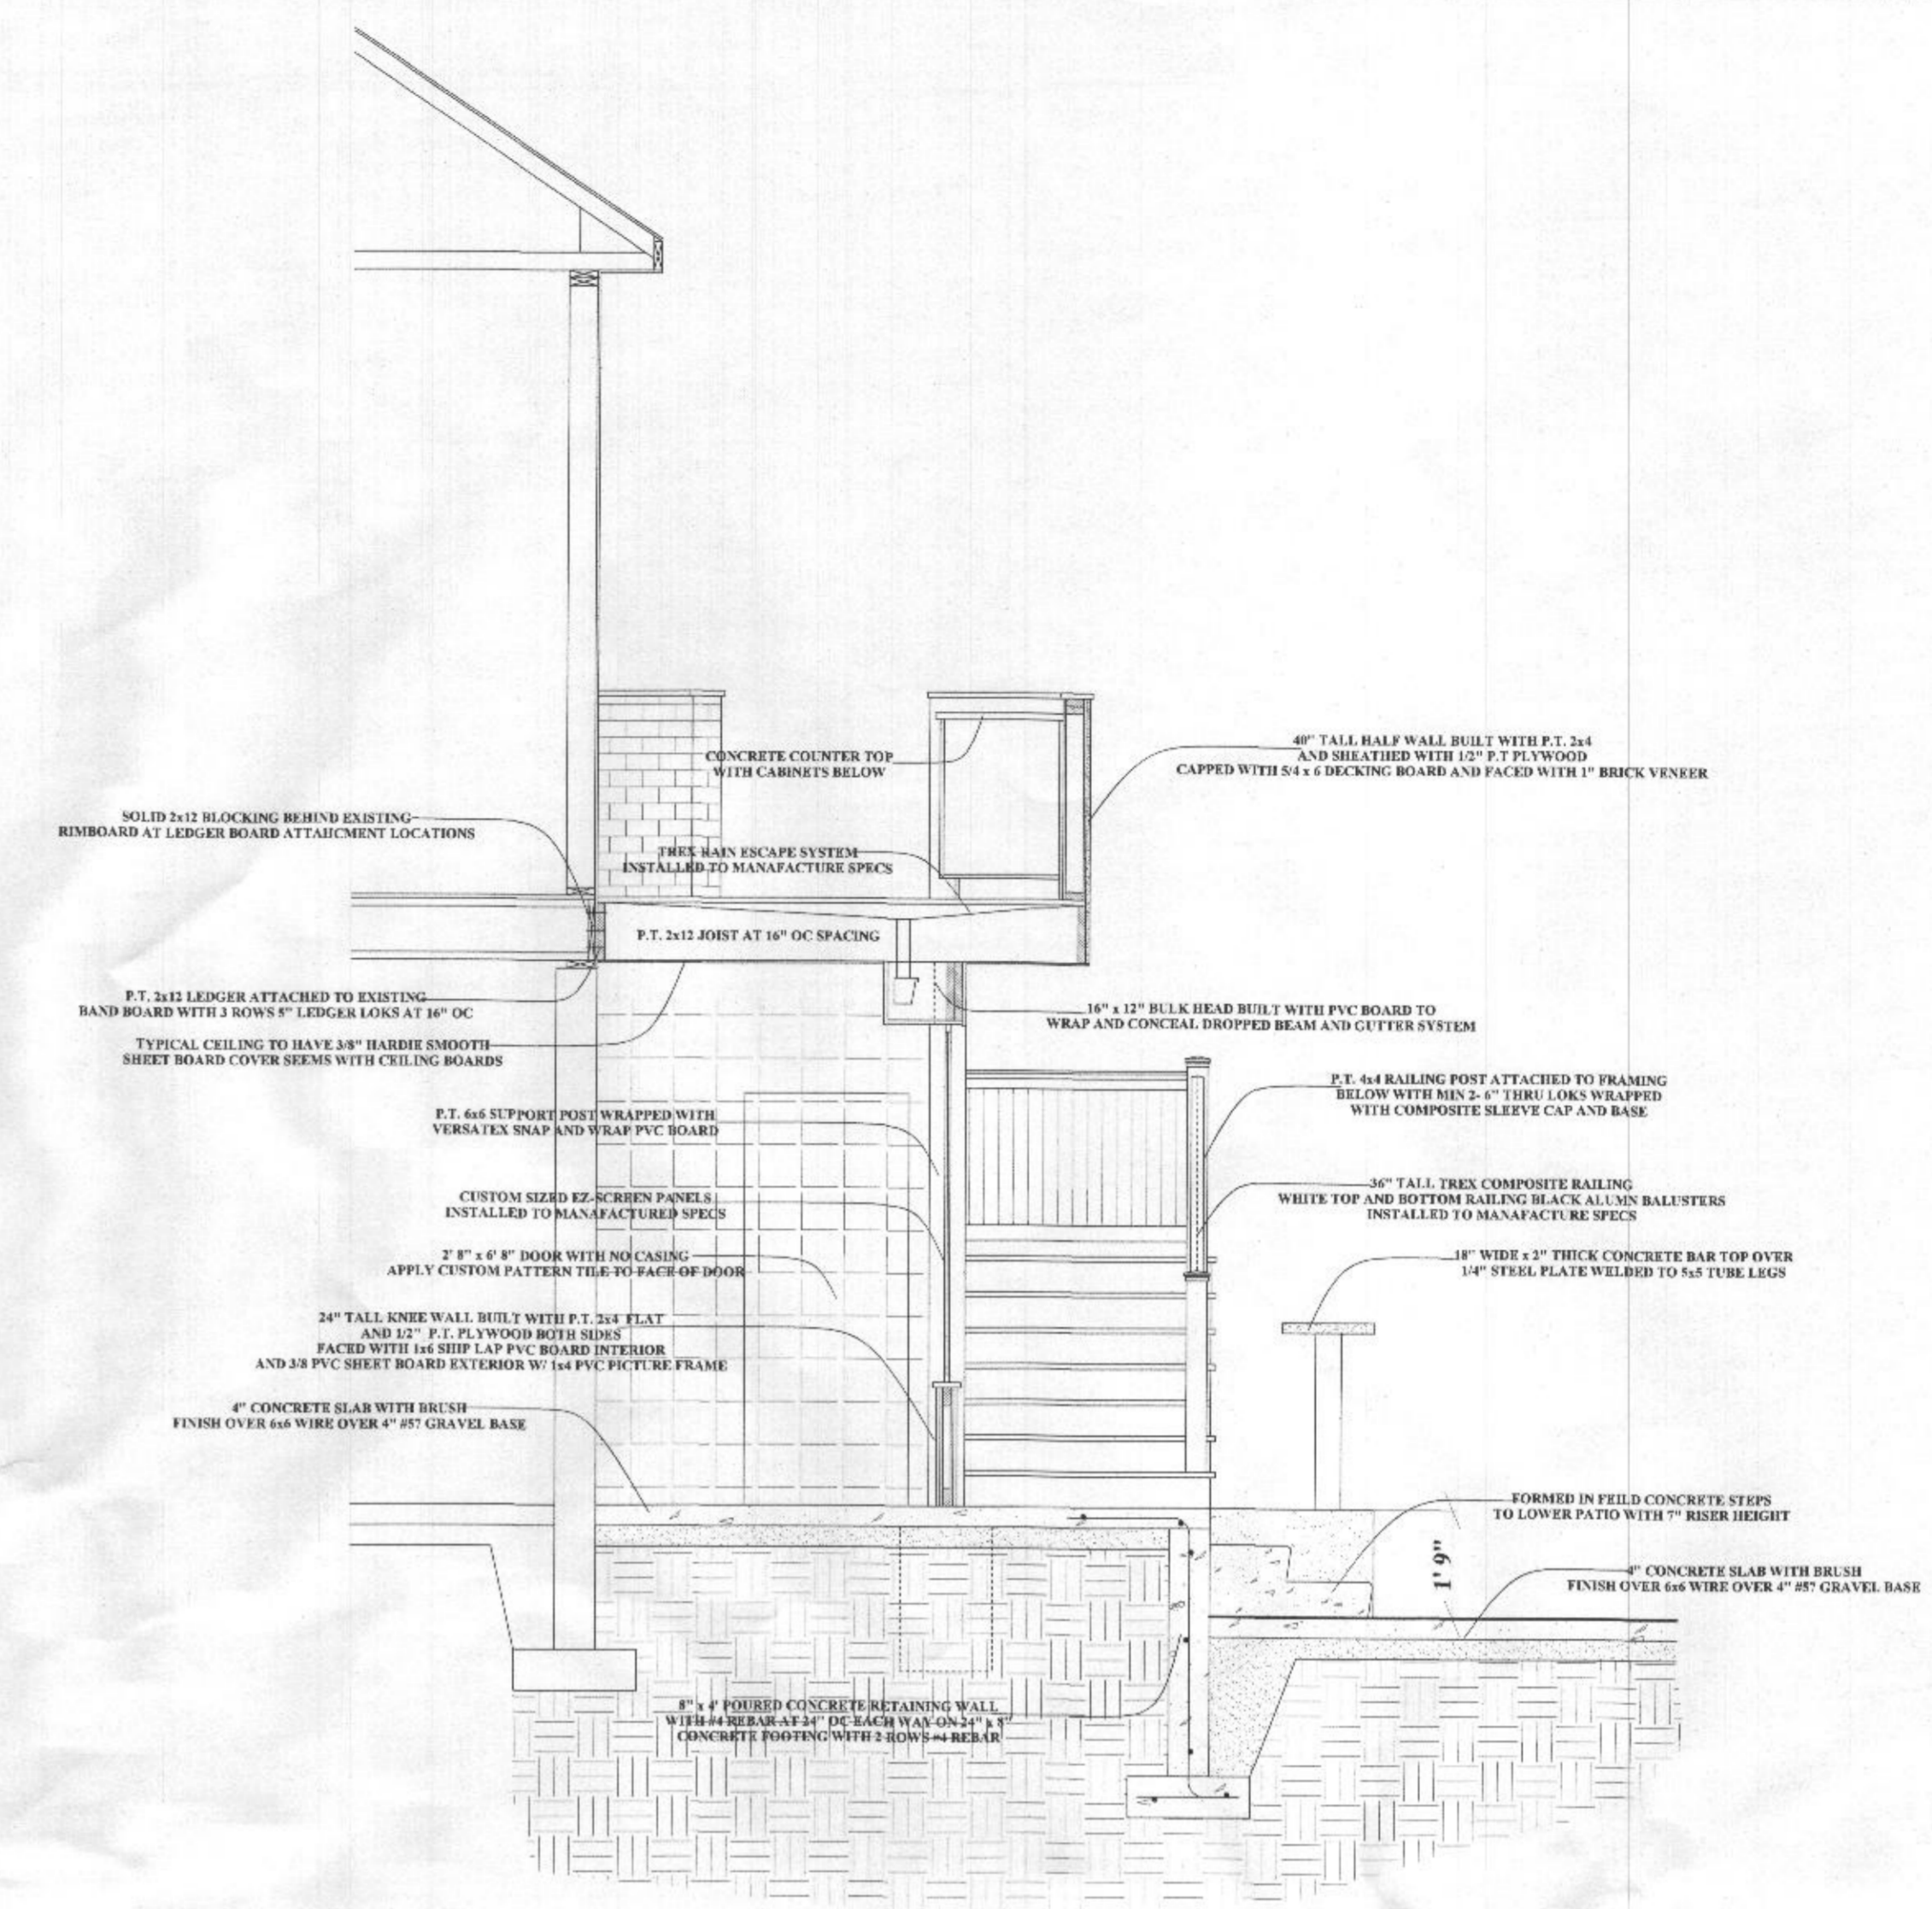 CONCRETE COUNTER TOP
WITH CABINETS BELOW
40" TALL HALF WALL BUILT WITH P.T. 2x4
AND SHEATHED WITH 1/2" P.T PLYWOOD
CAPPED WITH 5/4 x 6 DECKING BOARD AND FACED WITH 1" BRICK VENEER
SOLID 2x12 BLOCKING BEHIND EXISTING
RIMBOARD AT LEDGER BOARD ATTAHCMENT LOCATIONS
TREX RAIN ESCAPE SYSTEM
INSTALLED TO MANAFACTURE SPECS
P.T. 2x12 JOIST AT 16" OC SPACING
P.T. 2x12 LEDGER ATTACHED TO EXISTING
BAND BOARD WITH 3 ROWS 5" LEDGER LOKS AT 16" OC
16" x 12" BULK HEAD BUILT WITH PVC BOARD TO
WRAP AND CONCEAL DROPPED BEAM AND GUTTER SYSTEM
TYPICAL CEILING TO HAVE 3/8" HARDIE SMOOTH
SHEET BOARD COVER SEEMS WITH CEILING BOARDS
P.T. 4x4 RAILING POST ATTACHED TO FRAMING
BELOW WITH MIN 2- 6" THRU LOKS WRAPPED
WITH COMPOSITE SLEEVE CAP AND BASE
P.T. 6x6 SUPPORT POST WRAPPED WITH
VERSATEX SNAP AND WRAP PVC BOARD
36" TALL TREX COMPOSITE RAILING
WHITE TOP AND BOTTOM RAILING BLACK ALUMN BALUSTERS
INSTALLED TO MANAFACTURE SPECS
CUSTOM SIZED EZ-SCREEN PANELS
INSTALLED TO MANAFACTURED SPECS
2' 8" x 6' 8" DOOR WITH NO CASING
APPLY CUSTOM PATTERN TILE TO FACE OF DOOR
18" WIDE x 2" THICK CONCRETE BAR TOP OVER
1/4" STEEL PLATE WELDED TO 5x5 TUBE LEGS
24" TALL KNEE WALL BUILT WITH P.T. 2x4 FLAT
AND 1/2" P.T. PLYWOOD BOTH SIDES
FACED WITH 1x6 SHIP LAP PVC BOARD INTERIOR
AND 3/8 PVC SHEET BOARD EXTERIOR W/ 1x4 PVC PICTURE FRAME
4" CONCRETE SLAB WITH BRUSH
FINISH OVER 6x6 WIRE OVER 4" #57 GRAVEL BASE
FORMED IN FEILD CONCRETE STEPS
TO LOWER PATIO WITH 7" RISER HEIGHT
1' 9"
4" CONCRETE SLAB WITH BRUSH
FINISH OVER 6x6 WIRE OVER 4" #57 GRAVEL BASE
8" x 4' POURED CONCRETE RETAINING WALL
WITH #4 REBAR AT 24" OC EACH WAY ON 24" x 8"
CONCRETE FOOTING WITH 2 ROWS #4 REBAR